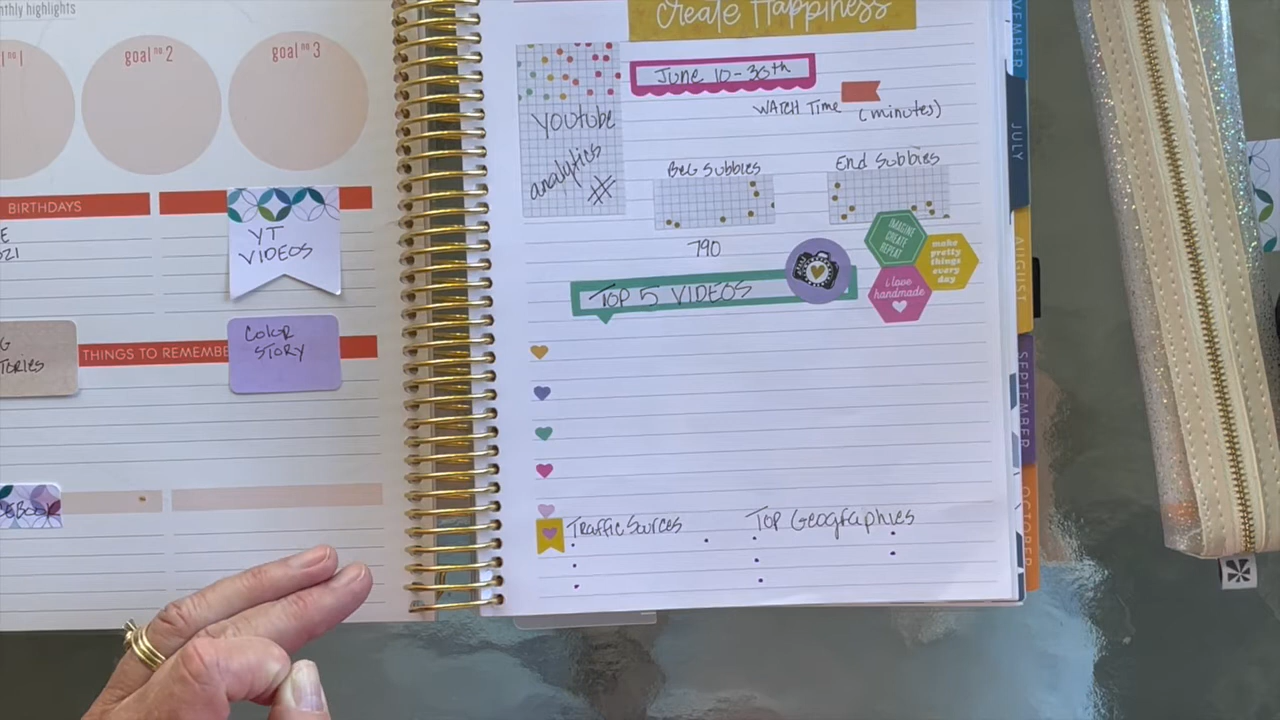 monthly highlights
goal no 2
goal no 3
BIRTHDAYS
YT
VIDEOS
THINGS TO REMEMBE
COLOR
STORY
Create Happiness
June 10-30th
WATCH Time
(minutes)
YOUTUBE
analytics
#
BEG Subbies
End Subbies
790
IMAGINE
CREATE
REPEAT
make
pretty
things
every
day
i love
handmade
TOP 5 VIDEOS
Traffic Sources
Top Geographies
JULY
AUGUST
SEPTEMBER
OCTOBER